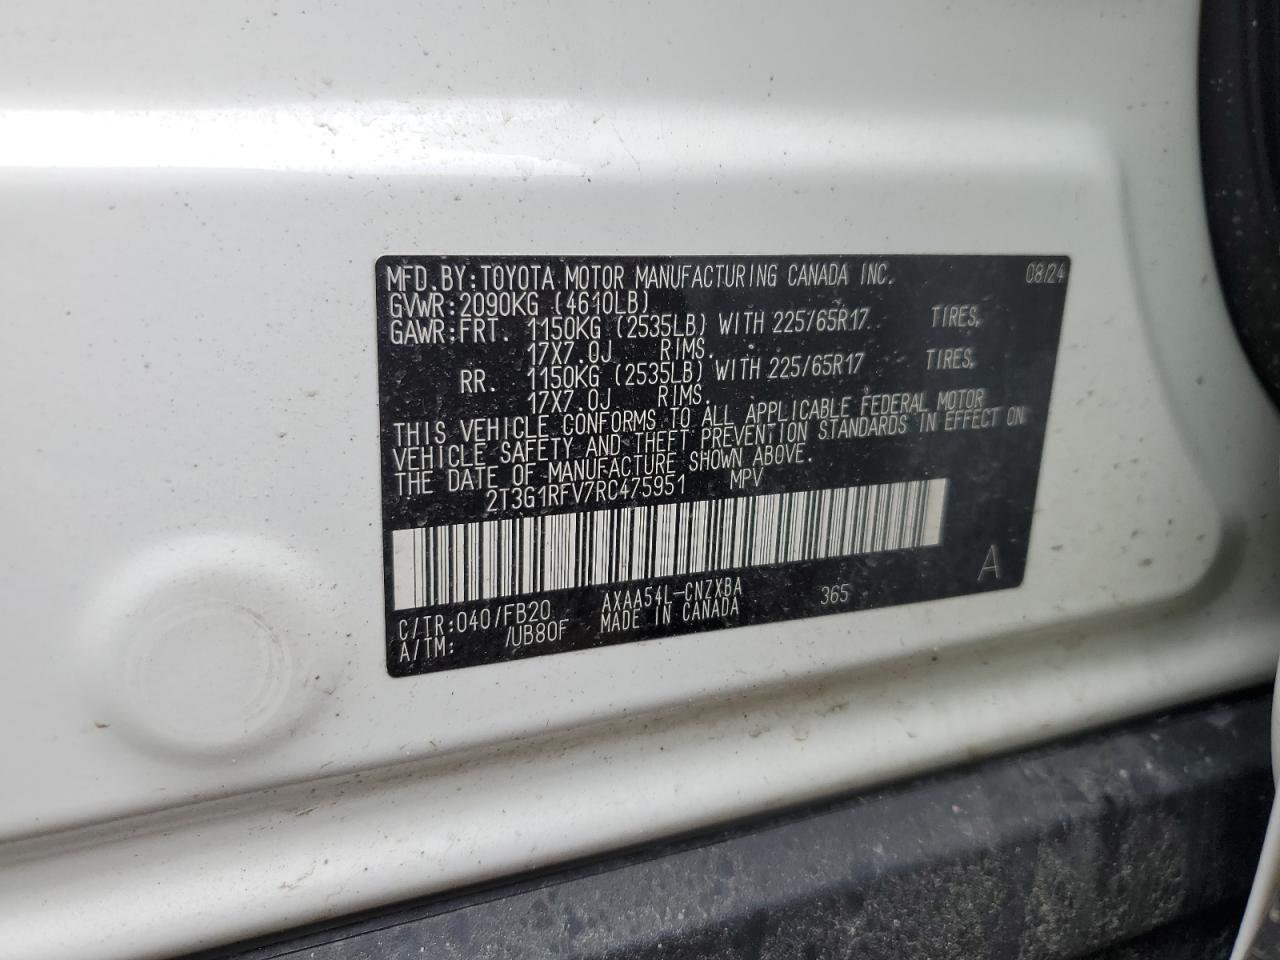 MFD.BY:TOYOTA MOTOR MANUFACTURING CANADA INC. 08/24
GVWR:2090KG (4610LB)
GAWR:FRT. 1150KG (2535LB) WITH 225/65R17 TIRES,
17X7.0J RIMS.
RR. 1150KG (2535LB) WITH 225/65R17 TIRES,
17X7.0J RIMS.
THIS VEHICLE CONFORMS TO ALL APPLICABLE FEDERAL MOTOR
VEHICLE SAFETY AND THEFT PREVENTION STANDARDS IN EFFECT ON
THE DATE OF MANUFACTURE SHOWN ABOVE.
2T3G1RFV7RC475951 MPV
A
C/TR:040/FB20 AXAA54L-CNZXBA 365
A/TM: /UB80F MADE IN CANADA